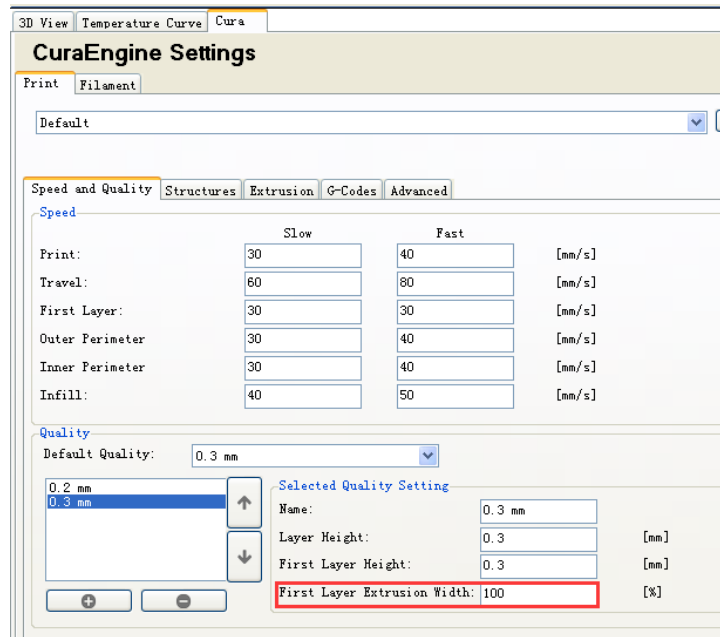 3D View Temperature Curve Cura
CuraEngine Settings
Print Filament
Default
Speed and Quality Structures Extrusion G-Codes Advanced
Speed
Slow Fast
Print: 30 40 [mm/s]
Travel: 60 80 [mm/s]
First Layer: 30 30 [mm/s]
Outer Perimeter 30 40 [mm/s]
Inner Perimeter 30 40 [mm/s]
Infill: 40 50 [mm/s]
Quality
Default Quality: 0.3 mm
0.2 mm
0.3 mm
Selected Quality Setting
Name: 0.3 mm
Layer Height: 0.3 [mm]
First Layer Height: 0.3 [mm]
First Layer Extrusion Width: 100 [%]